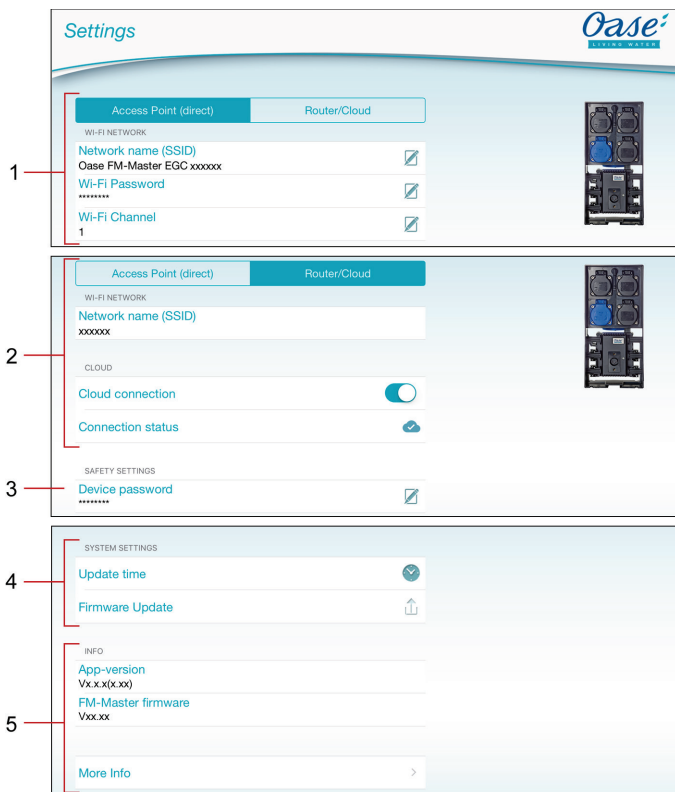 Settings
Oase
LIVING WATER
1
Access Point (direct)
Router/Cloud
WI-FI NETWORK
Network name (SSID)
Oase FM-Master EGC xxxxxx
Wi-Fi Password
********
Wi-Fi Channel
1
2
Access Point (direct)
Router/Cloud
WI-FI NETWORK
Network name (SSID)
xxxxxx
CLOUD
Cloud connection
Connection status
3
SAFETY SETTINGS
Device password
********
4
SYSTEM SETTINGS
Update time
Firmware Update
5
INFO
App-version
Vx.x.x(x.xx)
FM-Master firmware
Vxx.xx
More Info